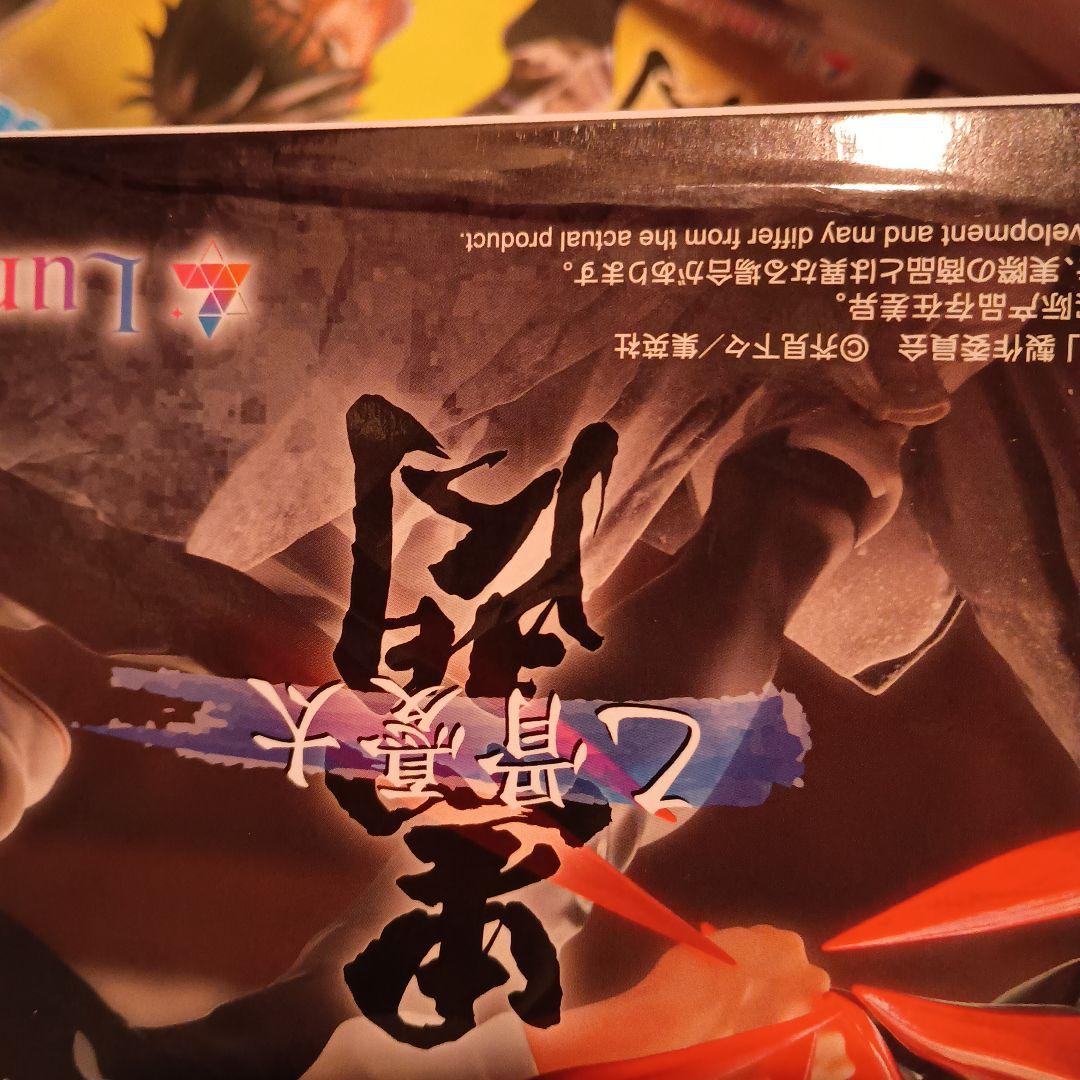 乙骨憂太
」製作委員会 ©芥見下々／集英社
际产品存在差异。
、実際の商品とは異なる場合があります。
velopment and may differ from the actual product.
Lun